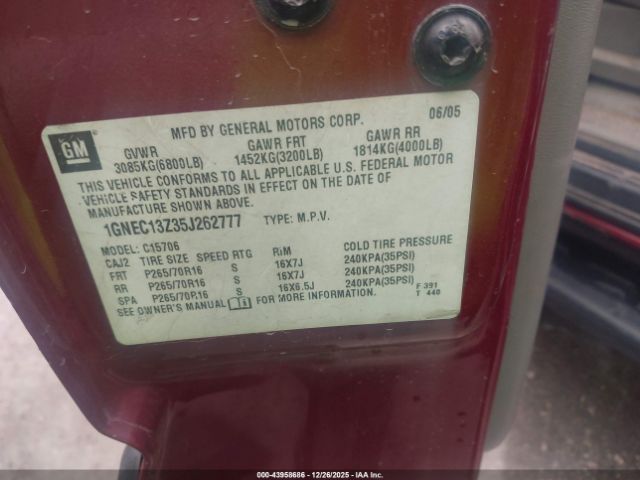 MFD BY GENERAL MOTORS CORP. 06/05
GM
GVWR GAWR FRT GAWR RR
3085KG(6800LB) 1452KG(3200LB) 1814KG(4000LB)
THIS VEHICLE CONFORMS TO ALL APPLICABLE U.S. FEDERAL MOTOR
VEHICLE SAFETY STANDARDS IN EFFECT ON THE DATE OF
MANUFACTURE SHOWN ABOVE.
1GNEC13Z35J262777 TYPE: M.P.V.
MODEL: C15706
CAJ2 TIRE SIZE SPEED RTG RIM COLD TIRE PRESSURE
FRT P265/70R16 S 16X7J 240KPA(35PSI)
RR P265/70R16 S 16X7J 240KPA(35PSI)
SPA P265/70R16 S 16X6.5J 240KPA(35PSI)
SEE OWNER'S MANUAL FOR MORE INFORMATION.
F 391
T 440
000-43958686 - 12/26/2025 - IAA Inc.